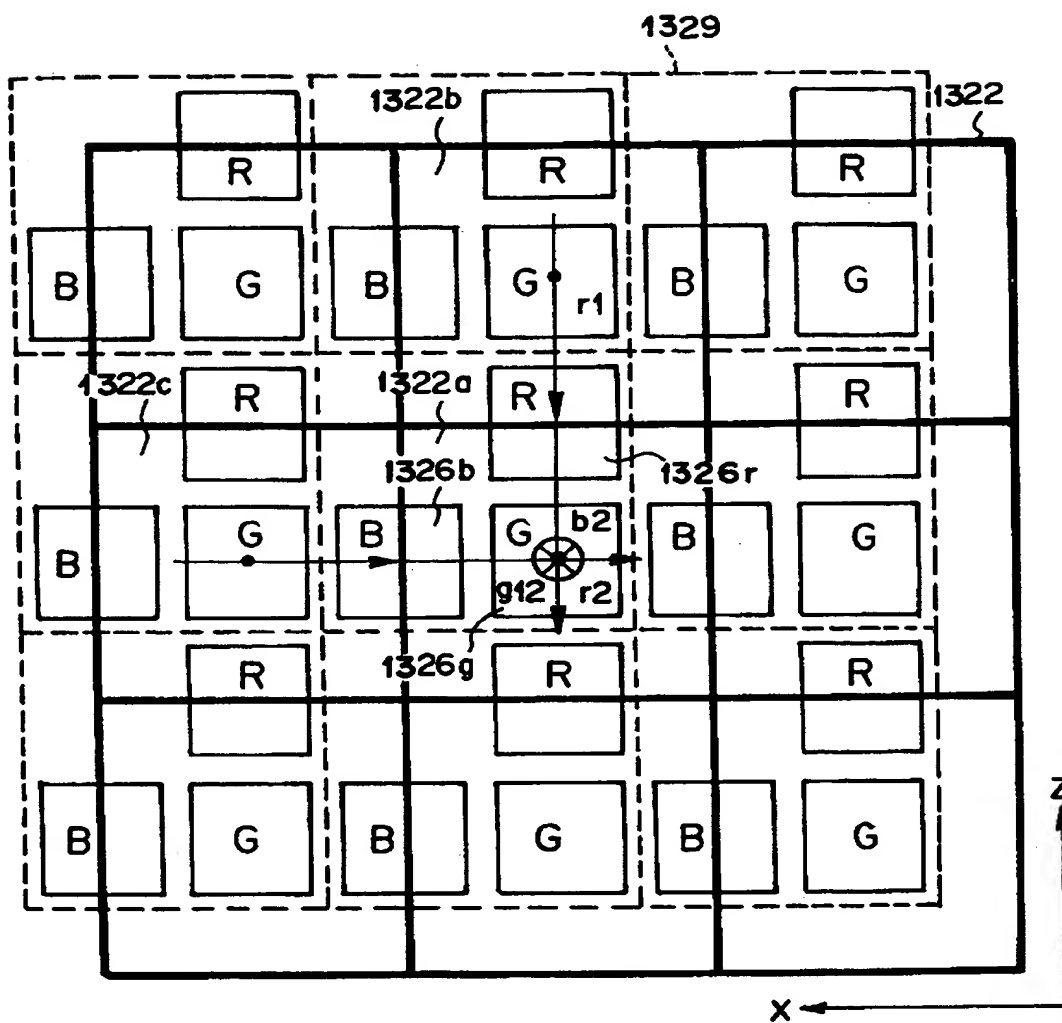 1329
1322b
1322
R R R
B G B G r1 B G
1322c R 1322a R R
1326b 1326r
B G B G b2 B G
g12 r2
1326g
R R R
Z
B G B G B G
X